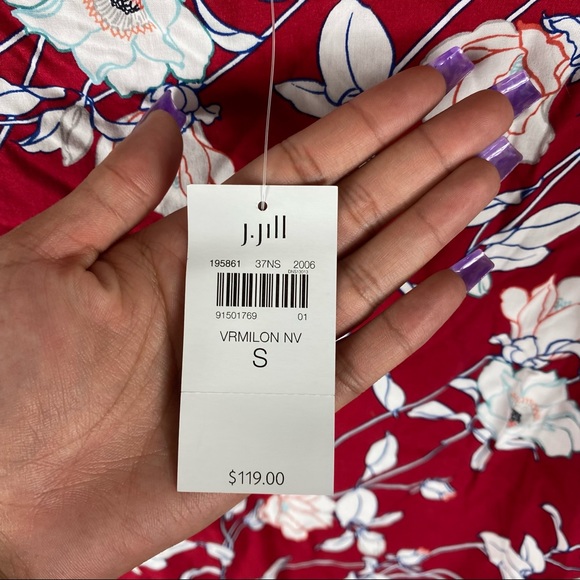 J.Jill
195861 37NS 2006
91501769 01
VRMILON NV
S
$119.00